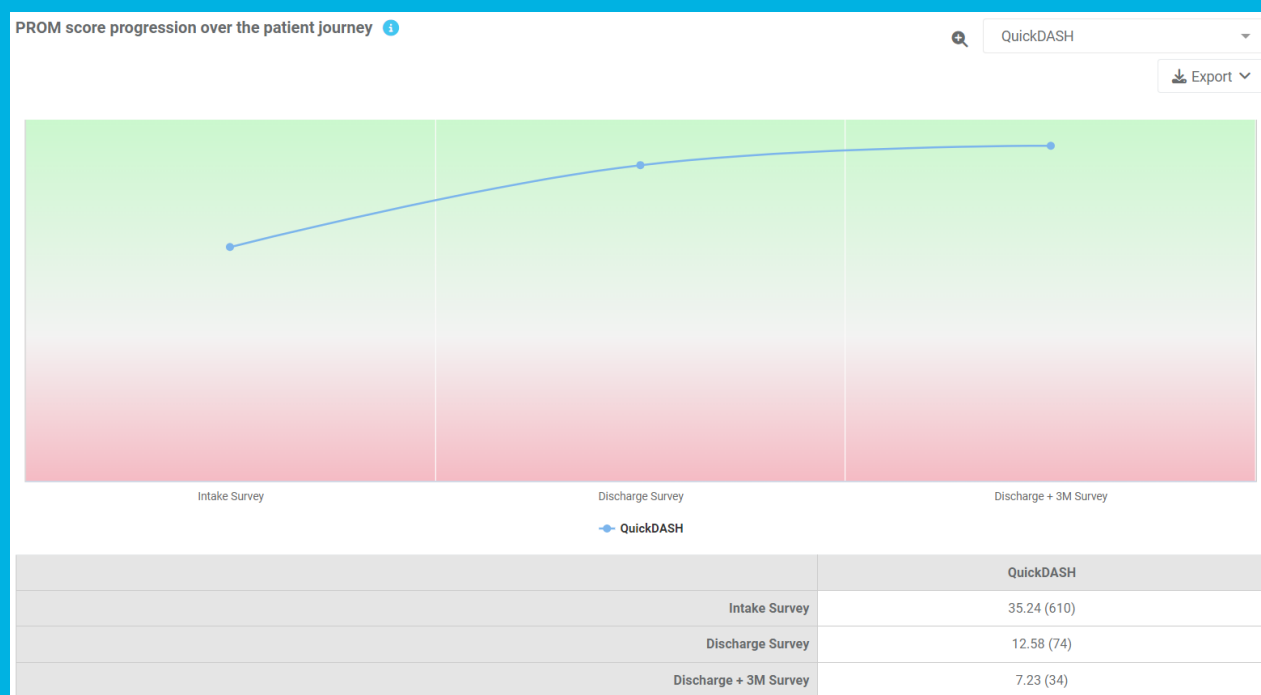 PROM score progression over the patient journey
QuickDASH
Export
Intake Survey Discharge Survey Discharge + 3M Survey
QuickDASH
QuickDASH
Intake Survey 35.24 (610)
Discharge Survey 12.58 (74)
Discharge + 3M Survey 7.23 (34)